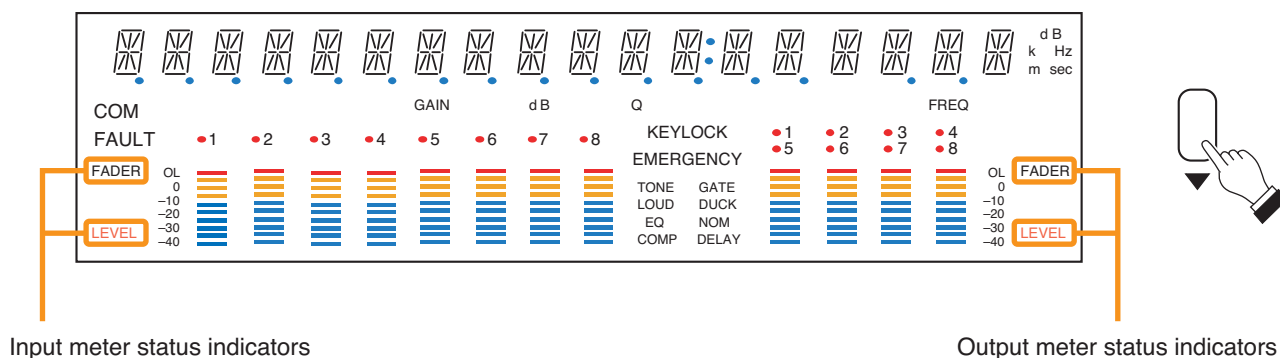 d B
k Hz
m sec
COM GAIN d B Q FREQ
FAULT 1 2 3 4 5 6 7 8 KEYLOCK 1 2 3 4
EMERGENCY 5 6 7 8
FADER OL FADER OL
0 TONE GATE 0
–10 LOUD DUCK –10
–20 –20
–30 EQ NOM –30
LEVEL –40 COMP DELAY –40 LEVEL
Input meter status indicators Output meter status indicators